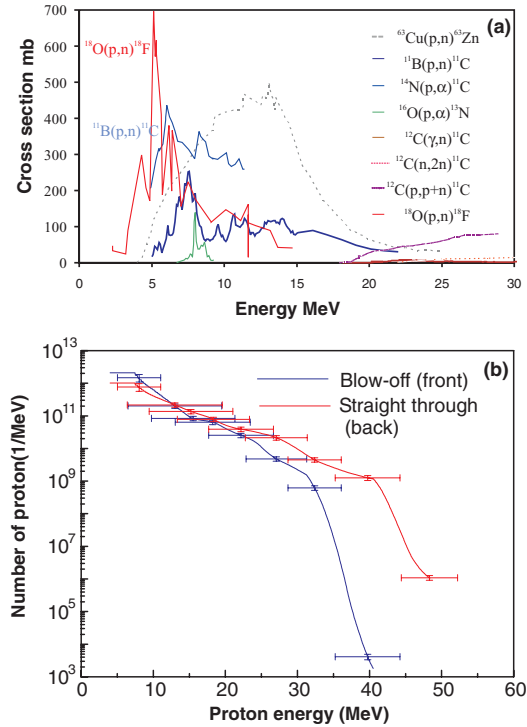 (a)
700
600
500
400
300
200
100
0
Cross section mb
¹⁸O(p,n)¹⁸F
¹¹B(p,n)¹¹C
⁶³Cu(p,n)⁶³Zn
¹¹B(p,n)¹¹C
¹⁴N(p,α)¹¹C
¹⁶O(p,α)¹³N
¹²C(γ,n)¹¹C
¹²C(n,2n)¹¹C
¹²C(p,p+n)¹¹C
¹⁸O(p,n)¹⁸F
0 5 10 15 20 25 30
Energy MeV
(b)
10¹³
10¹¹
10⁹
10⁷
10⁵
10³
Number of proton(1/MeV)
Blow-off (front)
Straight through
(back)
0 10 20 30 40 50 60
Proton energy (MeV)